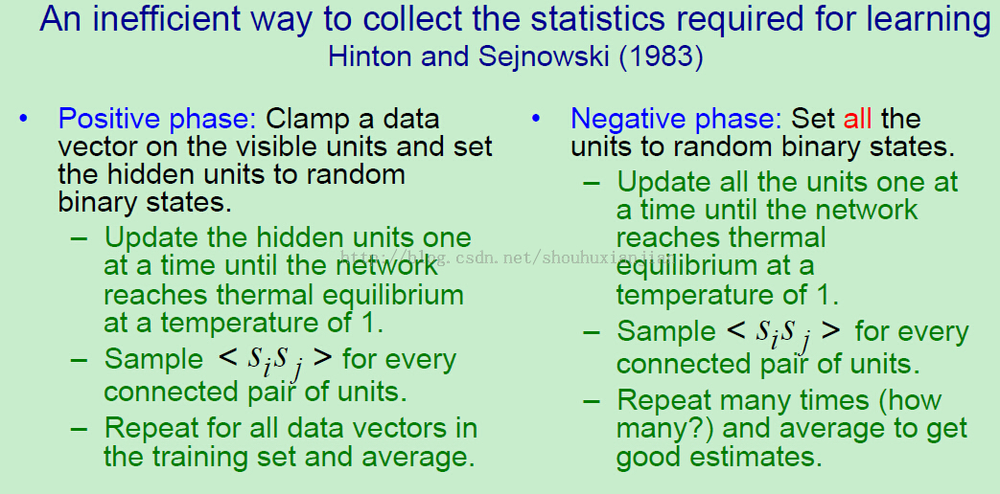 An inefficient way to collect the statistics required for learning
Hinton and Sejnowski (1983)
• Positive phase: Clamp a data
vector on the visible units and set
the hidden units to random
binary states.
– Update the hidden units one
at a time until the network
reaches thermal equilibrium
at a temperature of 1.
– Sample < s_i s_j > for every
connected pair of units.
– Repeat for all data vectors in
the training set and average.
• Negative phase: Set all the
units to random binary states.
– Update all the units one at
a time until the network
reaches thermal
equilibrium at a
temperature of 1.
– Sample < s_i s_j > for every
connected pair of units.
– Repeat many times (how
many?) and average to get
good estimates.
http://blog.csdn.net/shouhuxianjian